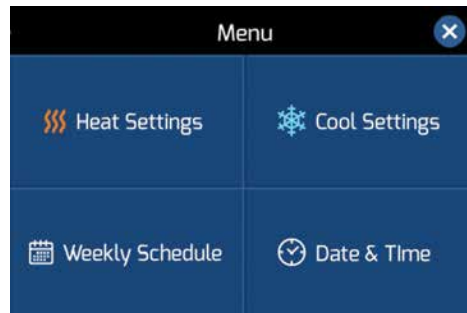 Menu
Heat Settings
Cool Settings
Weekly Schedule
Date & TIme